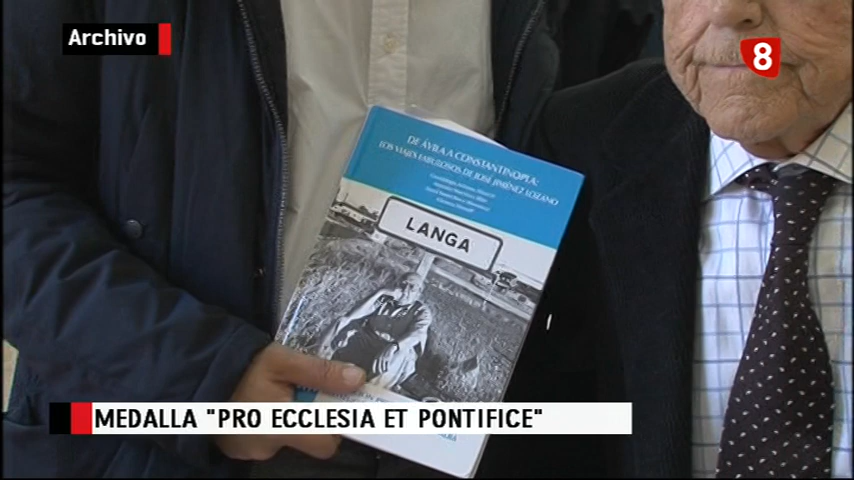 Archivo
8
DE ÁVILA A CONSTANTINOPLA:
LOS VIAJES FABULOSOS DE JOSÉ JIMÉNEZ LOZANO
LANGA
MEDALLA "PRO ECCLESIA ET PONTIFICE"